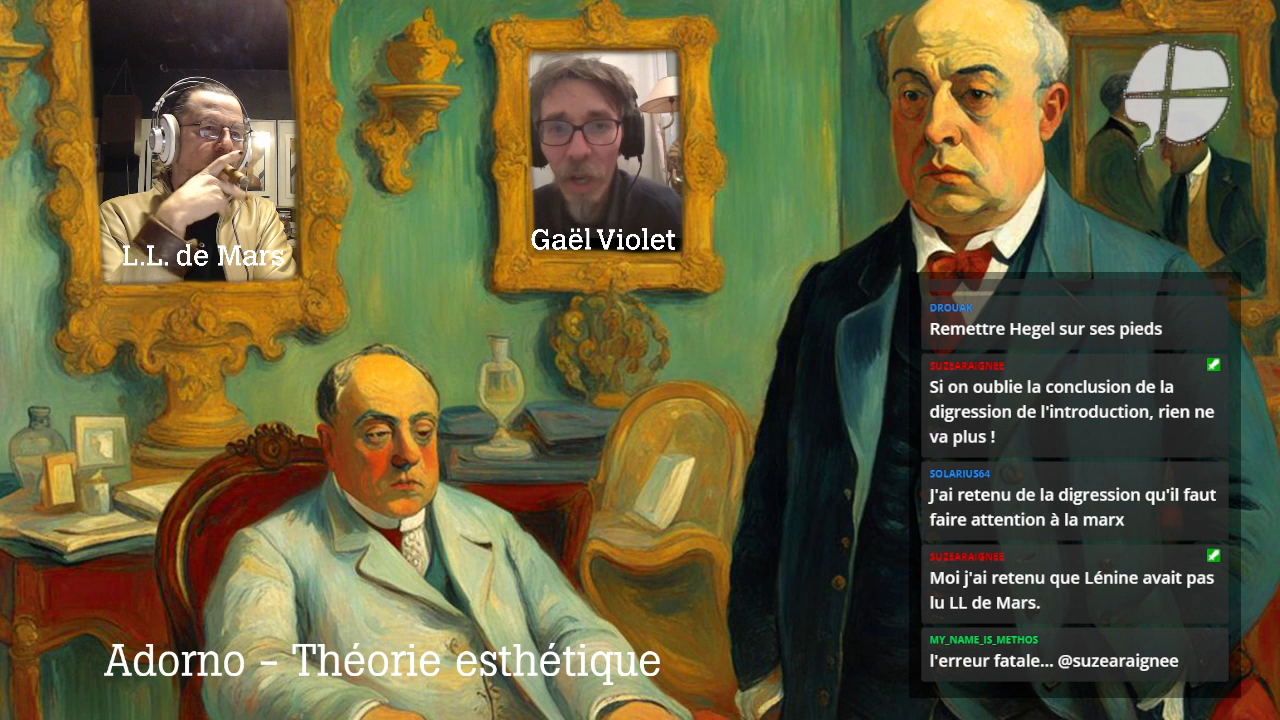 L.L. de Mars
Gaël Violet
DROUAK
Remettre Hegel sur ses pieds
SUZEARAIGNEE
Si on oublie la conclusion de la
digression de l'introduction, rien ne
va plus !
SOLARIUS64
J'ai retenu de la digression qu'il faut
faire attention à la marx
SUZEARAIGNEE
Moi j'ai retenu que Lénine avait pas
lu LL de Mars.
MY_NAME_IS_METHOS
l'erreur fatale... @suzearaignee
Adorno – Théorie esthétique